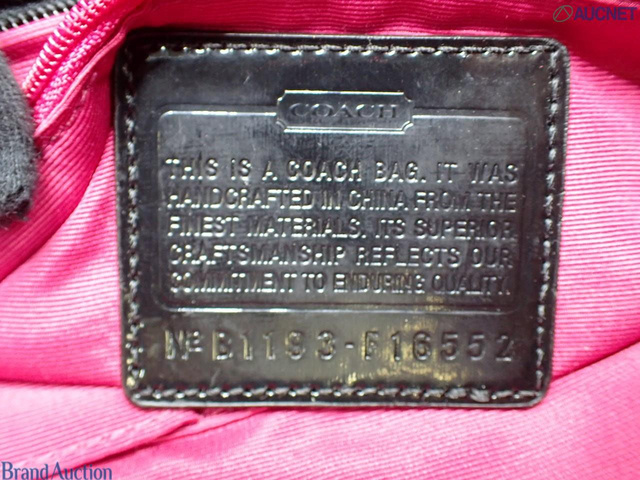 AUCNET
COACH
THIS IS A COACH BAG. IT WAS
HANDCRAFTED IN CHINA FROM THE
FINEST MATERIALS. ITS SUPERIOR
CRAFTSMANSHIP REFLECTS OUR
COMMITMENT TO ENDURING QUALITY.
Nº B1193-F16552
Brand Auction